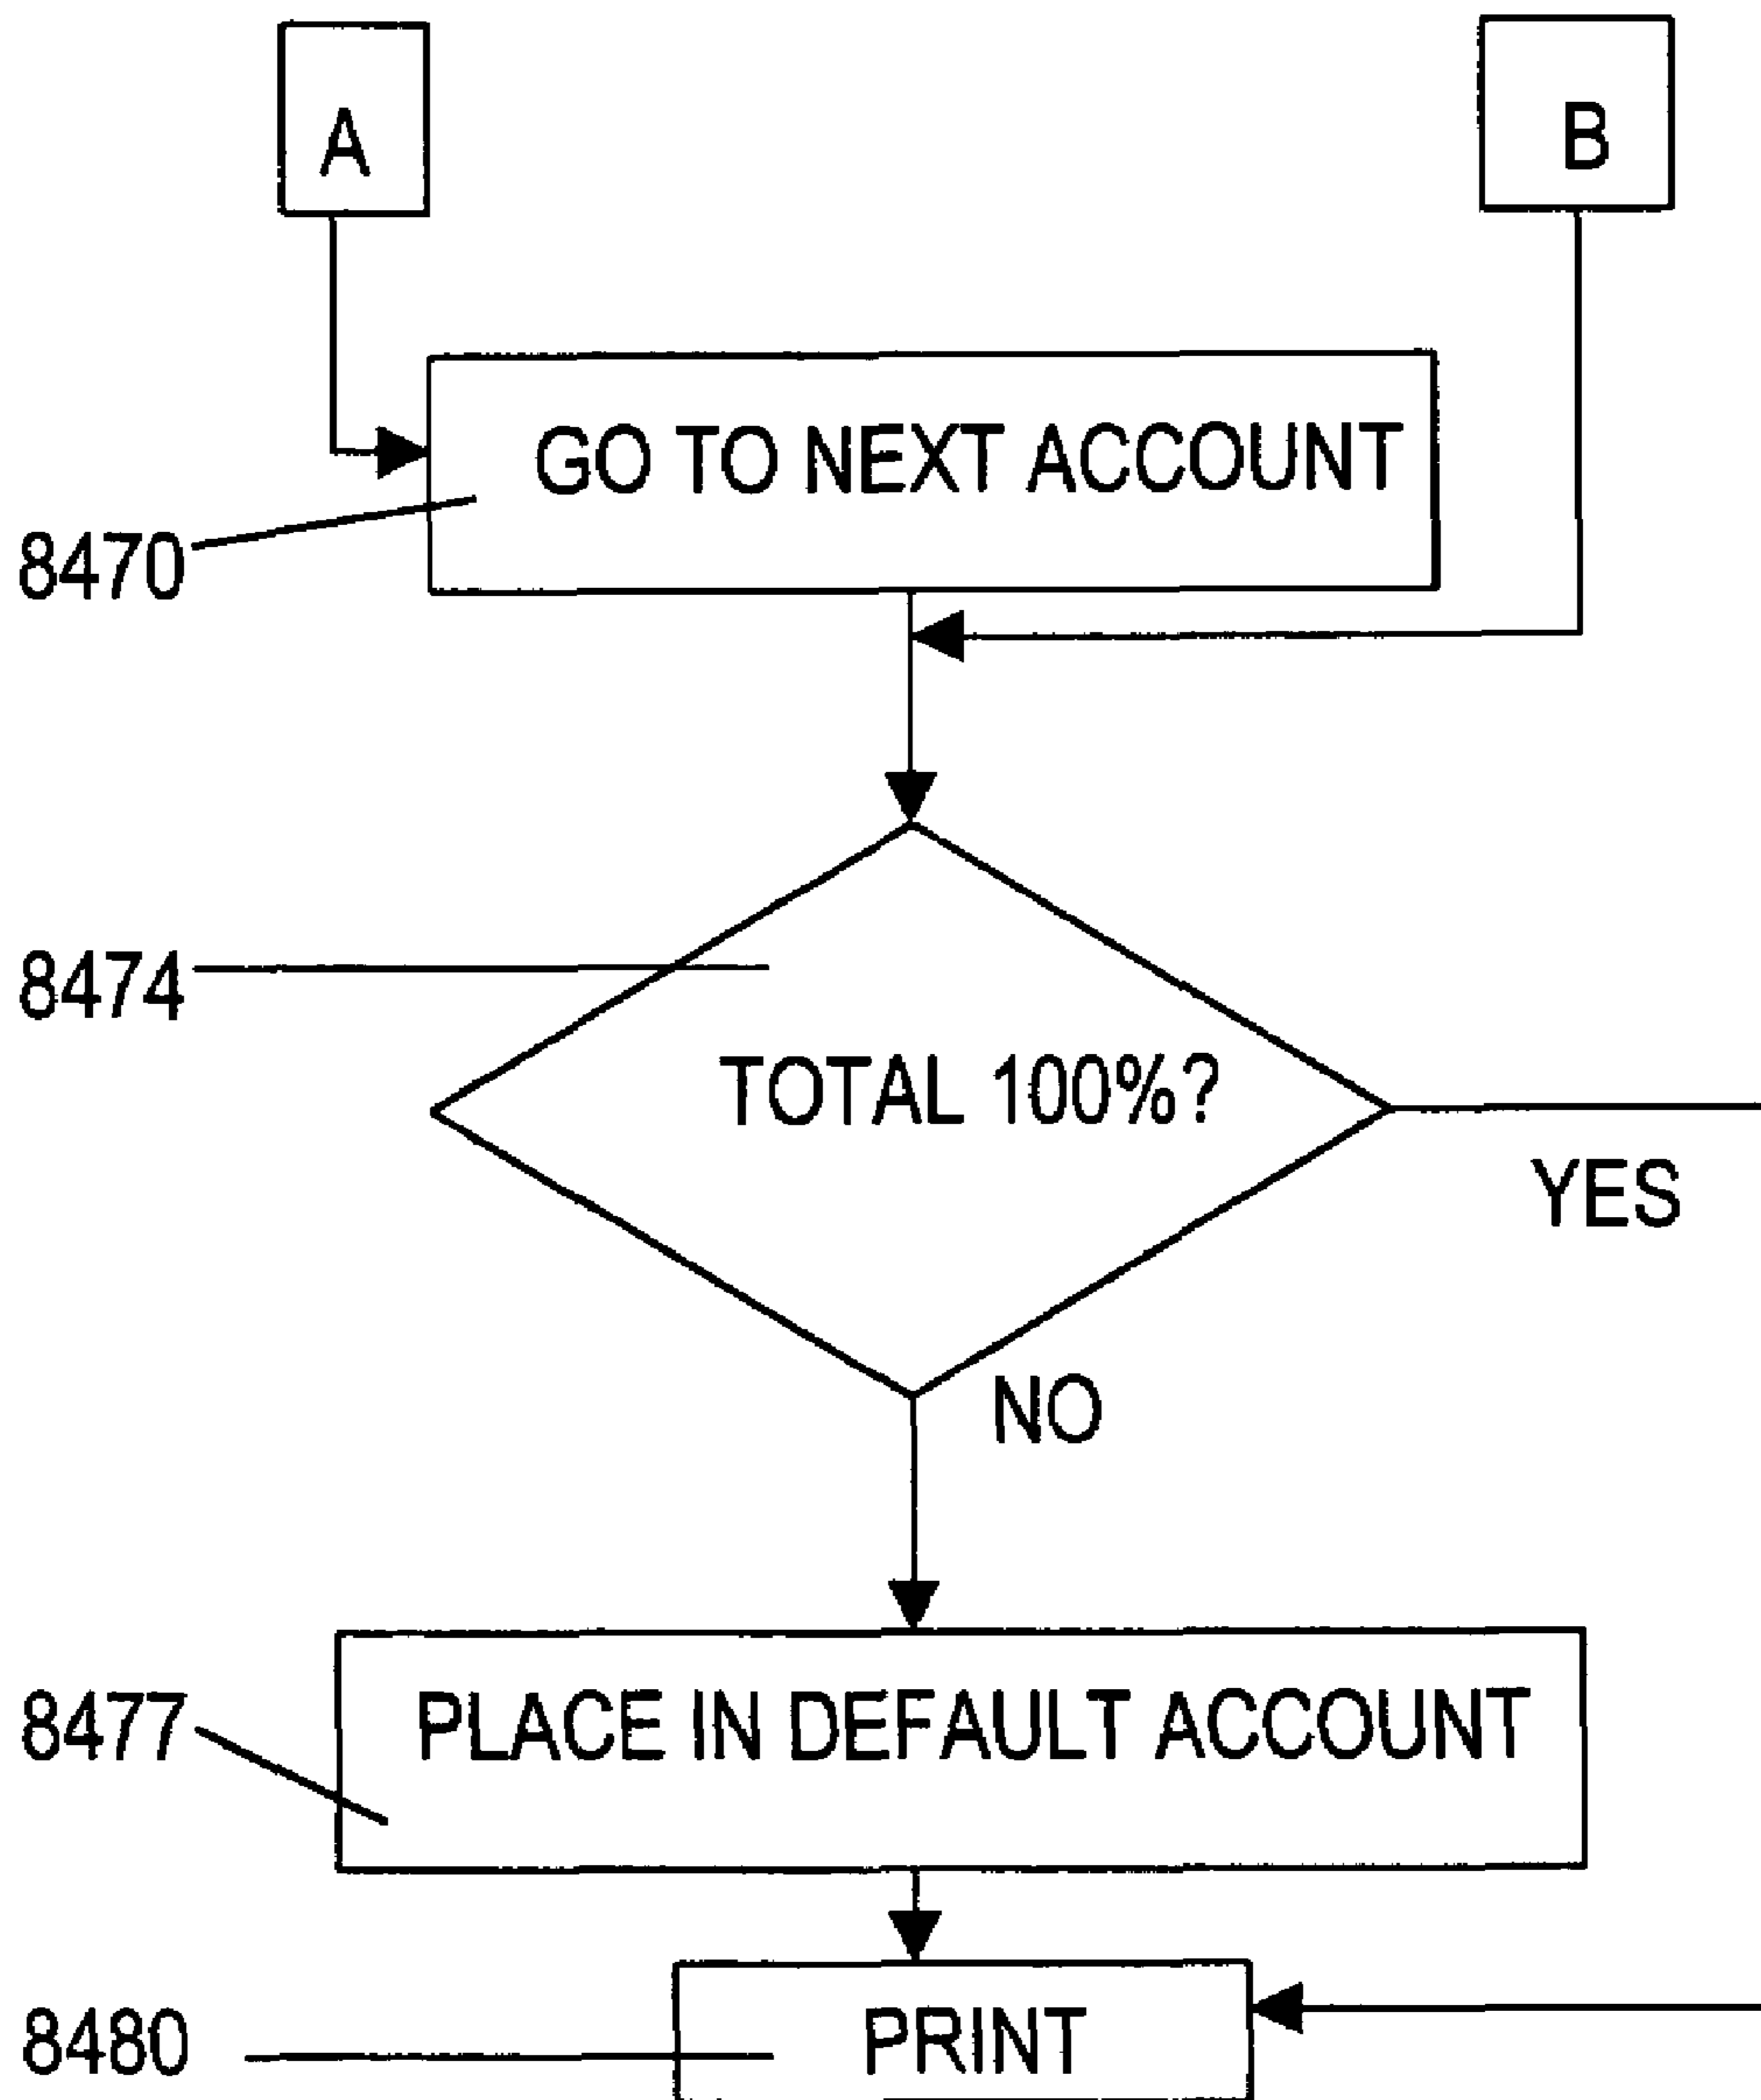 A
B
GO TO NEXT ACCOUNT
8470
8474
TOTAL 100%?
YES
NO
8477
PLACE IN DEFAULT ACCOUNT
8480
PRINT